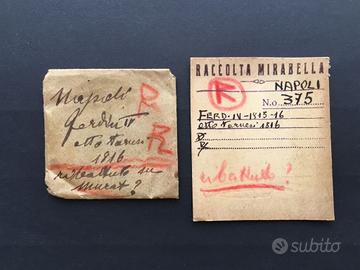 Napoli
Ferdin IV
otto tornesi
1816
ribattuto su
Murat?
R
R
RACCOLTA MIRABELLA
R
NAPOLI
N.o 375
FERD. IV - 1815-16
otto tornesi 1816
R
ribattuto?
subito